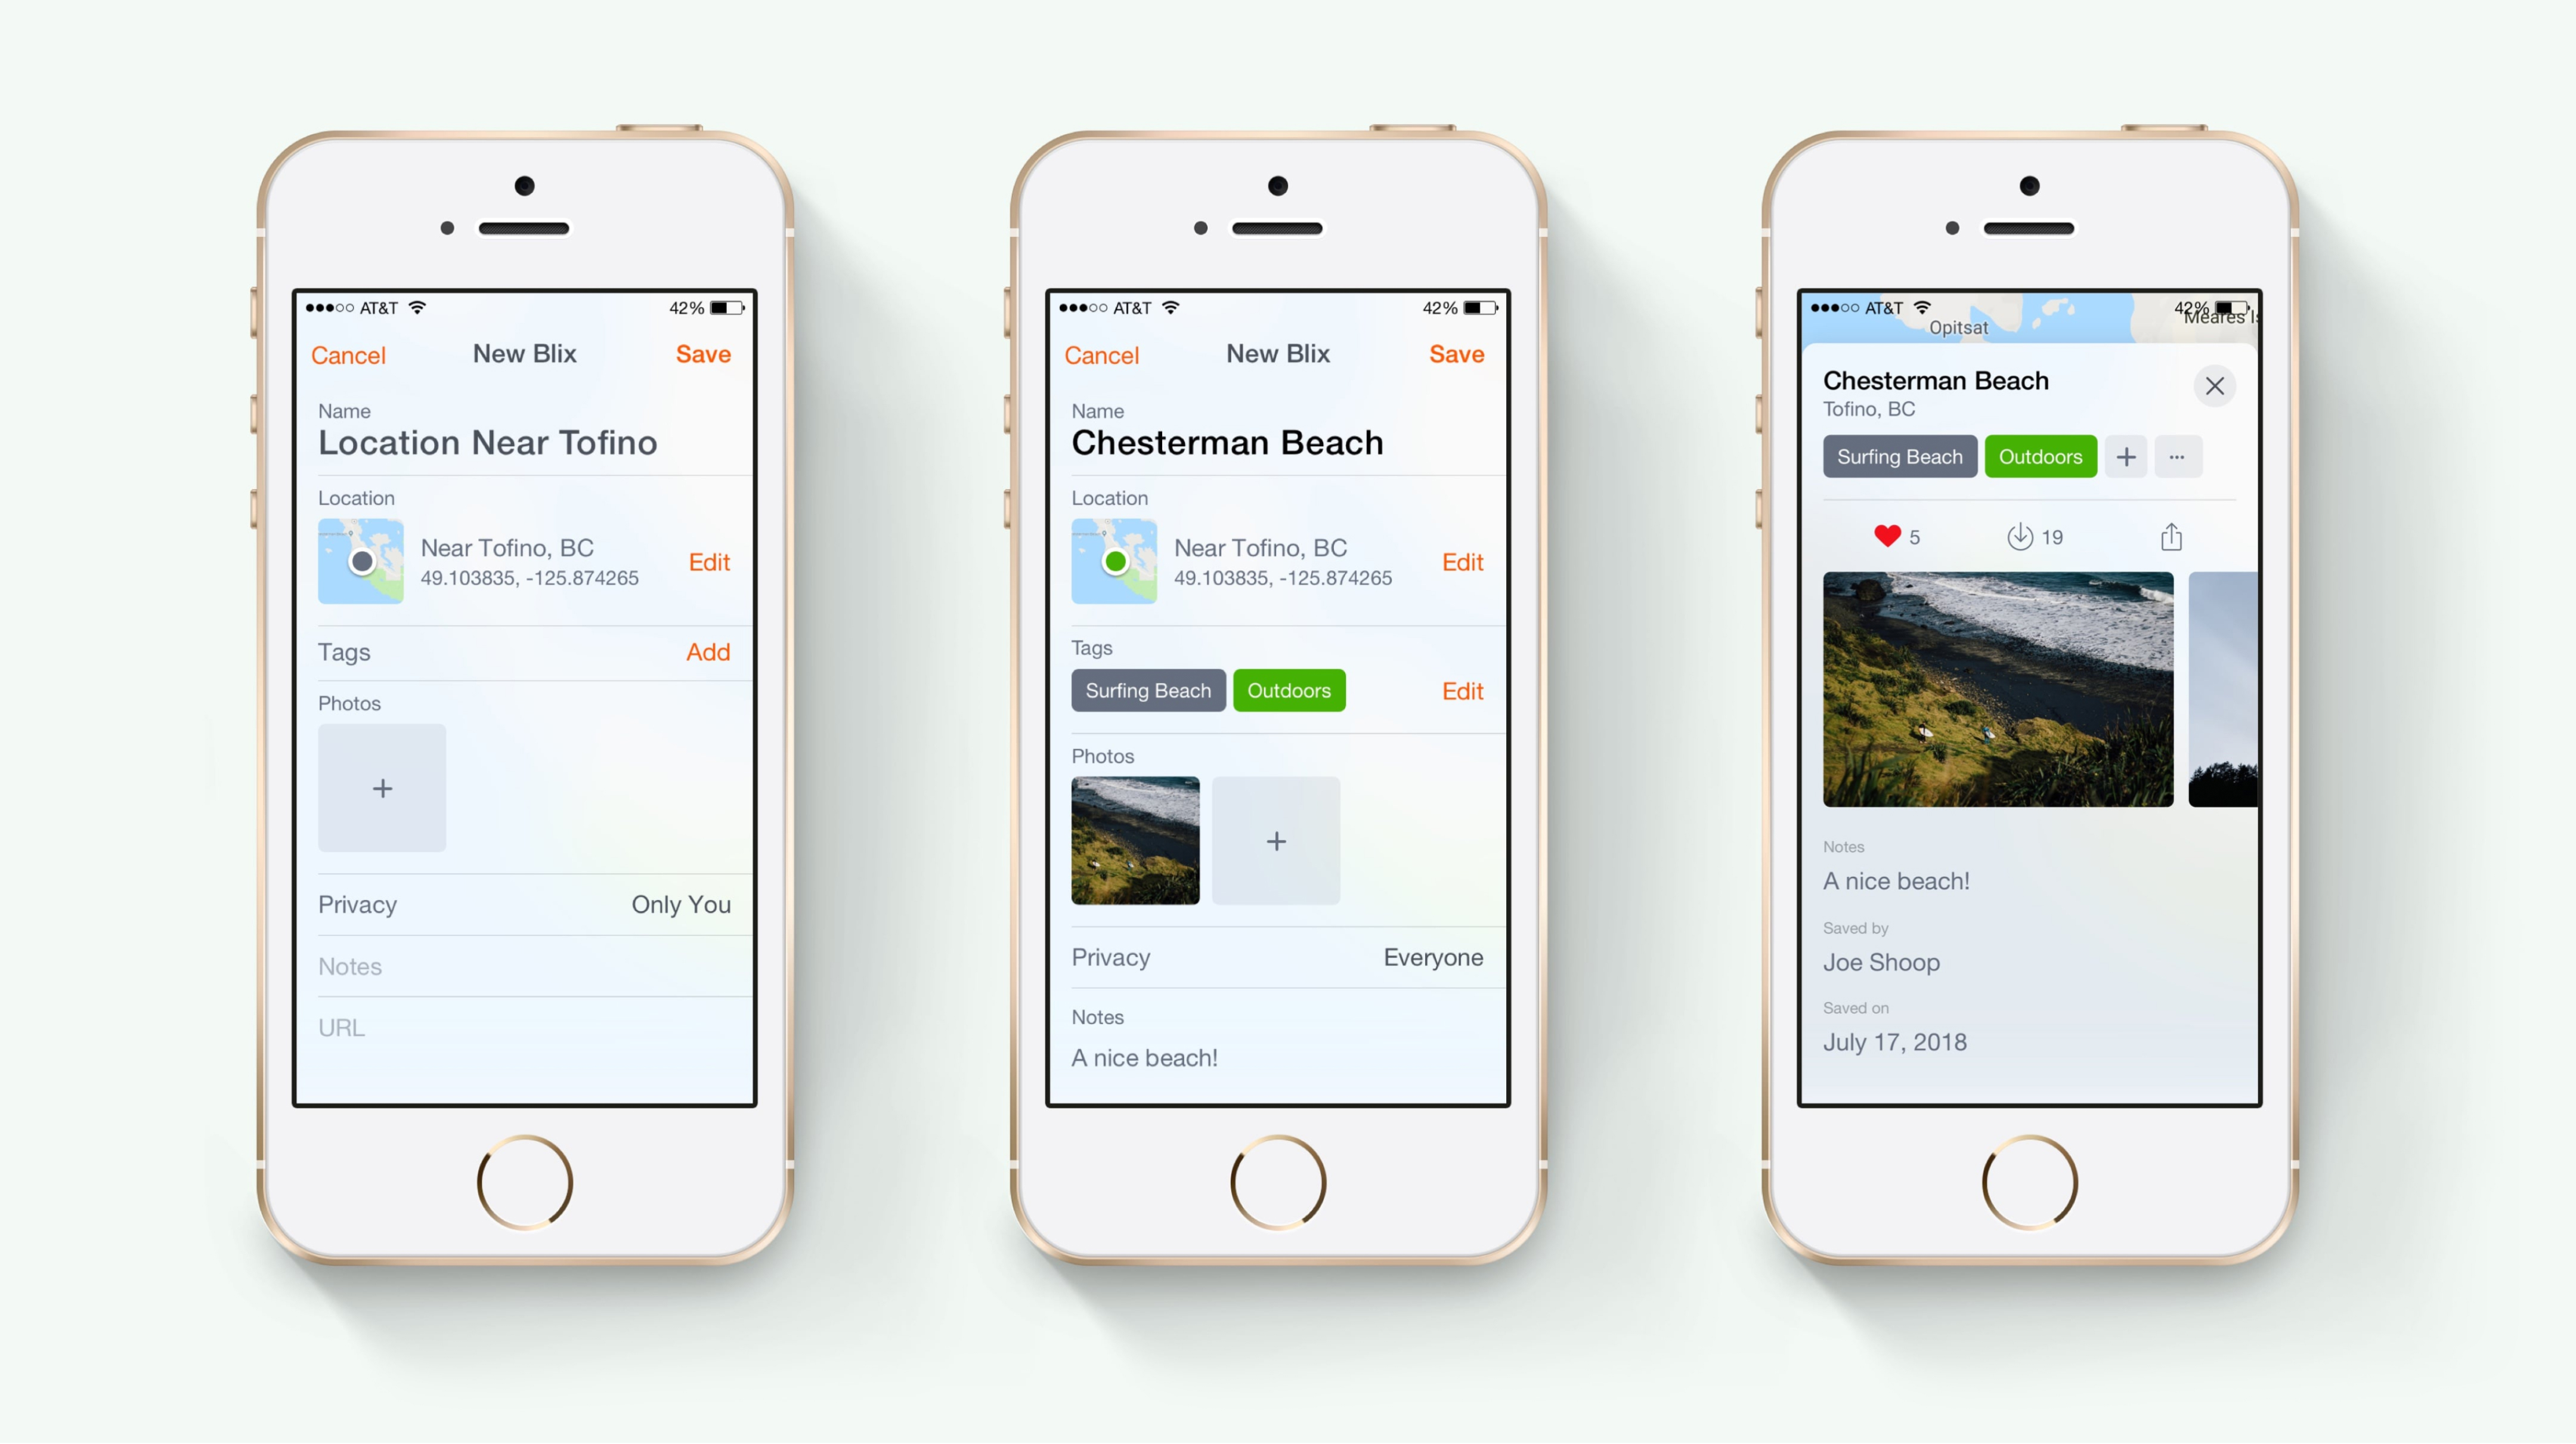 AT&T 42%
Cancel New Blix Save
Name
Location Near Tofino
Location
Near Tofino, BC
49.103835, -125.874265
Edit
Tags Add
Photos
+
Privacy Only You
Notes
URL
AT&T 42%
Cancel New Blix Save
Name
Chesterman Beach
Location
Near Tofino, BC
49.103835, -125.874265
Edit
Tags
Surfing Beach Outdoors Edit
Photos
+
Privacy Everyone
Notes
A nice beach!
AT&T 42%
Opitsat Meares Is
Chesterman Beach
Tofino, BC
Surfing Beach Outdoors + ...
5 19
Notes
A nice beach!
Saved by
Joe Shoop
Saved on
July 17, 2018